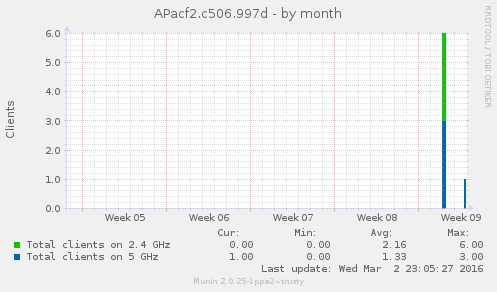 APacf2.c506.997d - by month
RRDTOOL / TOBI OETIKER
Clients
6.0
5.0
4.0
3.0
2.0
1.0
0.0
Week 05 Week 06 Week 07 Week 08 Week 09
Cur: Min: Avg: Max:
Total clients on 2.4 GHz 0.00 0.00 2.16 6.00
Total clients on 5 GHz 1.00 0.00 1.33 3.00
Last update: Wed Mar 2 23:05:27 2016
Munin 2.0.25-1ppa2~trusty